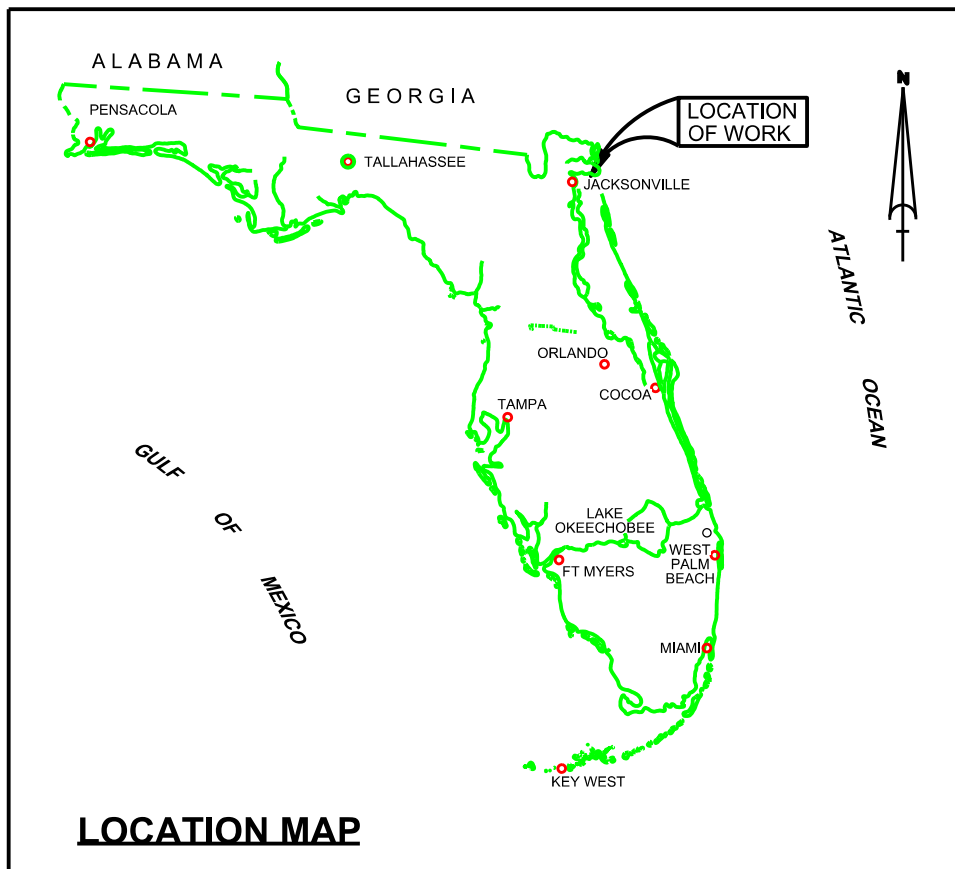 ALABAMA
GEORGIA
N
PENSACOLA
LOCATION
OF WORK
TALLAHASSEE
JACKSONVILLE
ATLANTIC
OCEAN
ORLANDO
COCOA
TAMPA
GULF
OF
MEXICO
LAKE
OKEECHOBEE
WEST
PALM
BEACH
FT MYERS
MIAMI
KEY WEST
LOCATION MAP